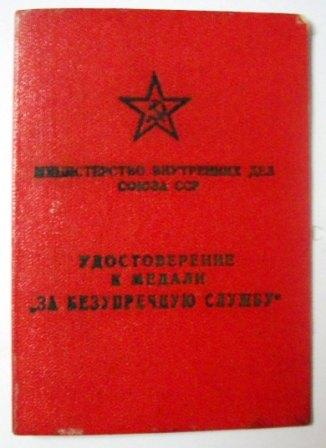 МИНИСТЕРСТВО ВНУТРЕННИХ ДЕЛ
СОЮЗА ССР
УДОСТОВЕРЕНИЕ
К МЕДАЛИ
„ЗА БЕЗУПРЕЧНУЮ СЛУЖБУ"